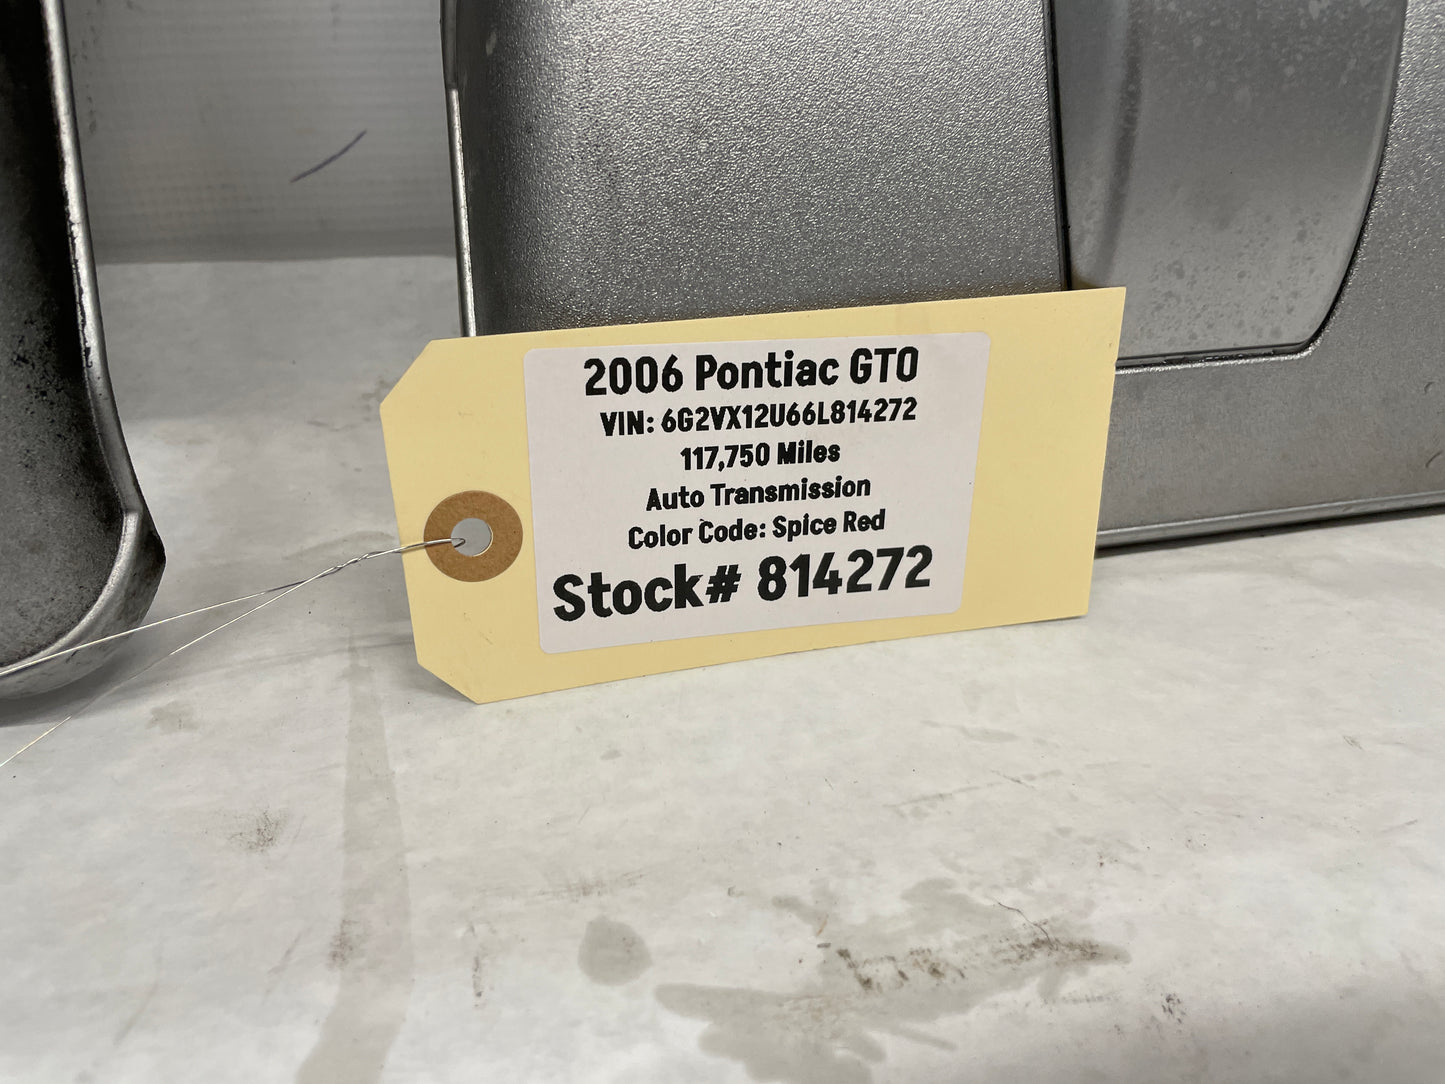 2006 Pontiac GTO
VIN: 6G2VX12U66L814272
117,750 Miles
Auto Transmission
Color Code: Spice Red
Stock# 814272